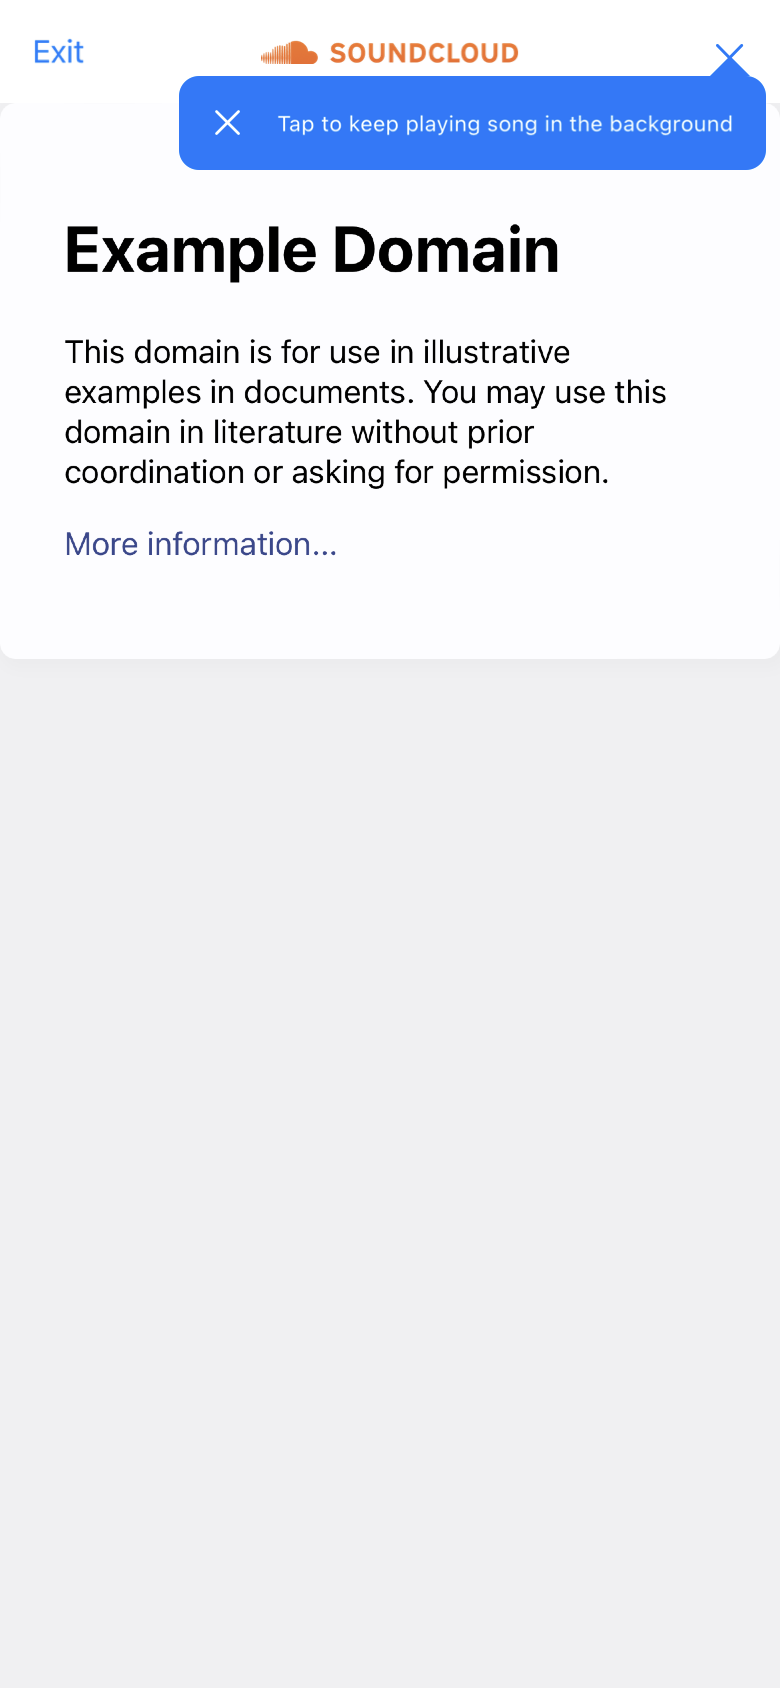 Exit
SOUNDCLOUD
Tap to keep playing song in the background
Example Domain
This domain is for use in illustrative
examples in documents. You may use this
domain in literature without prior
coordination or asking for permission.
More information...